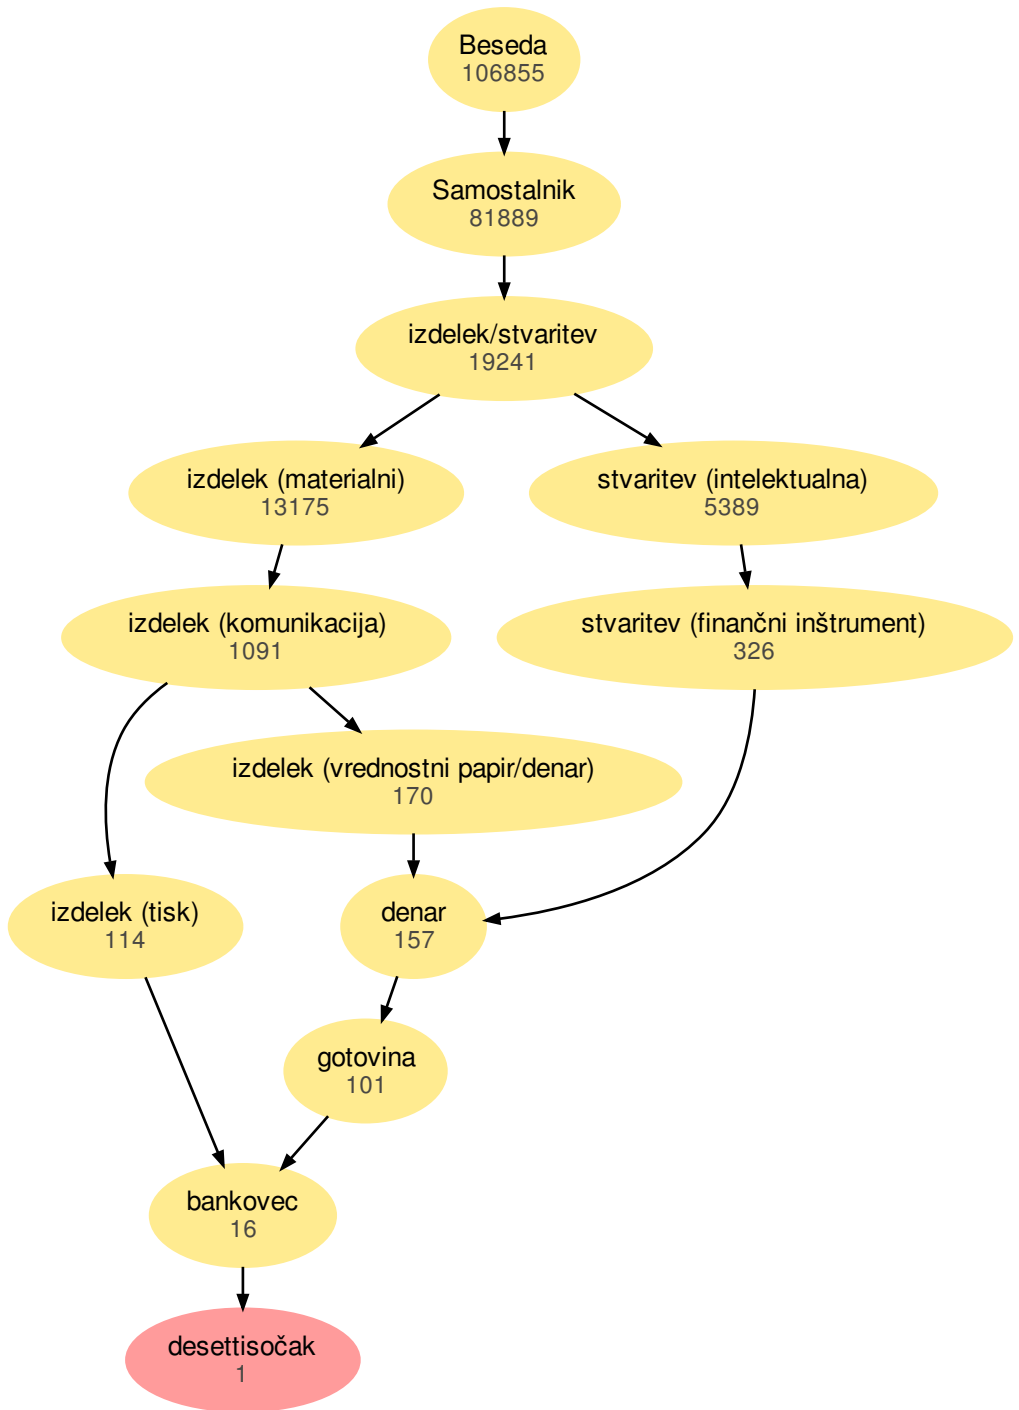 Beseda
106855
Samostalnik
81889
izdelek/stvaritev
19241
izdelek (materialni)
13175
stvaritev (intelektualna)
5389
izdelek (komunikacija)
1091
stvaritev (finančni inštrument)
326
izdelek (vrednostni papir/denar)
170
izdelek (tisk)
114
denar
157
gotovina
101
bankovec
16
desettisočak
1